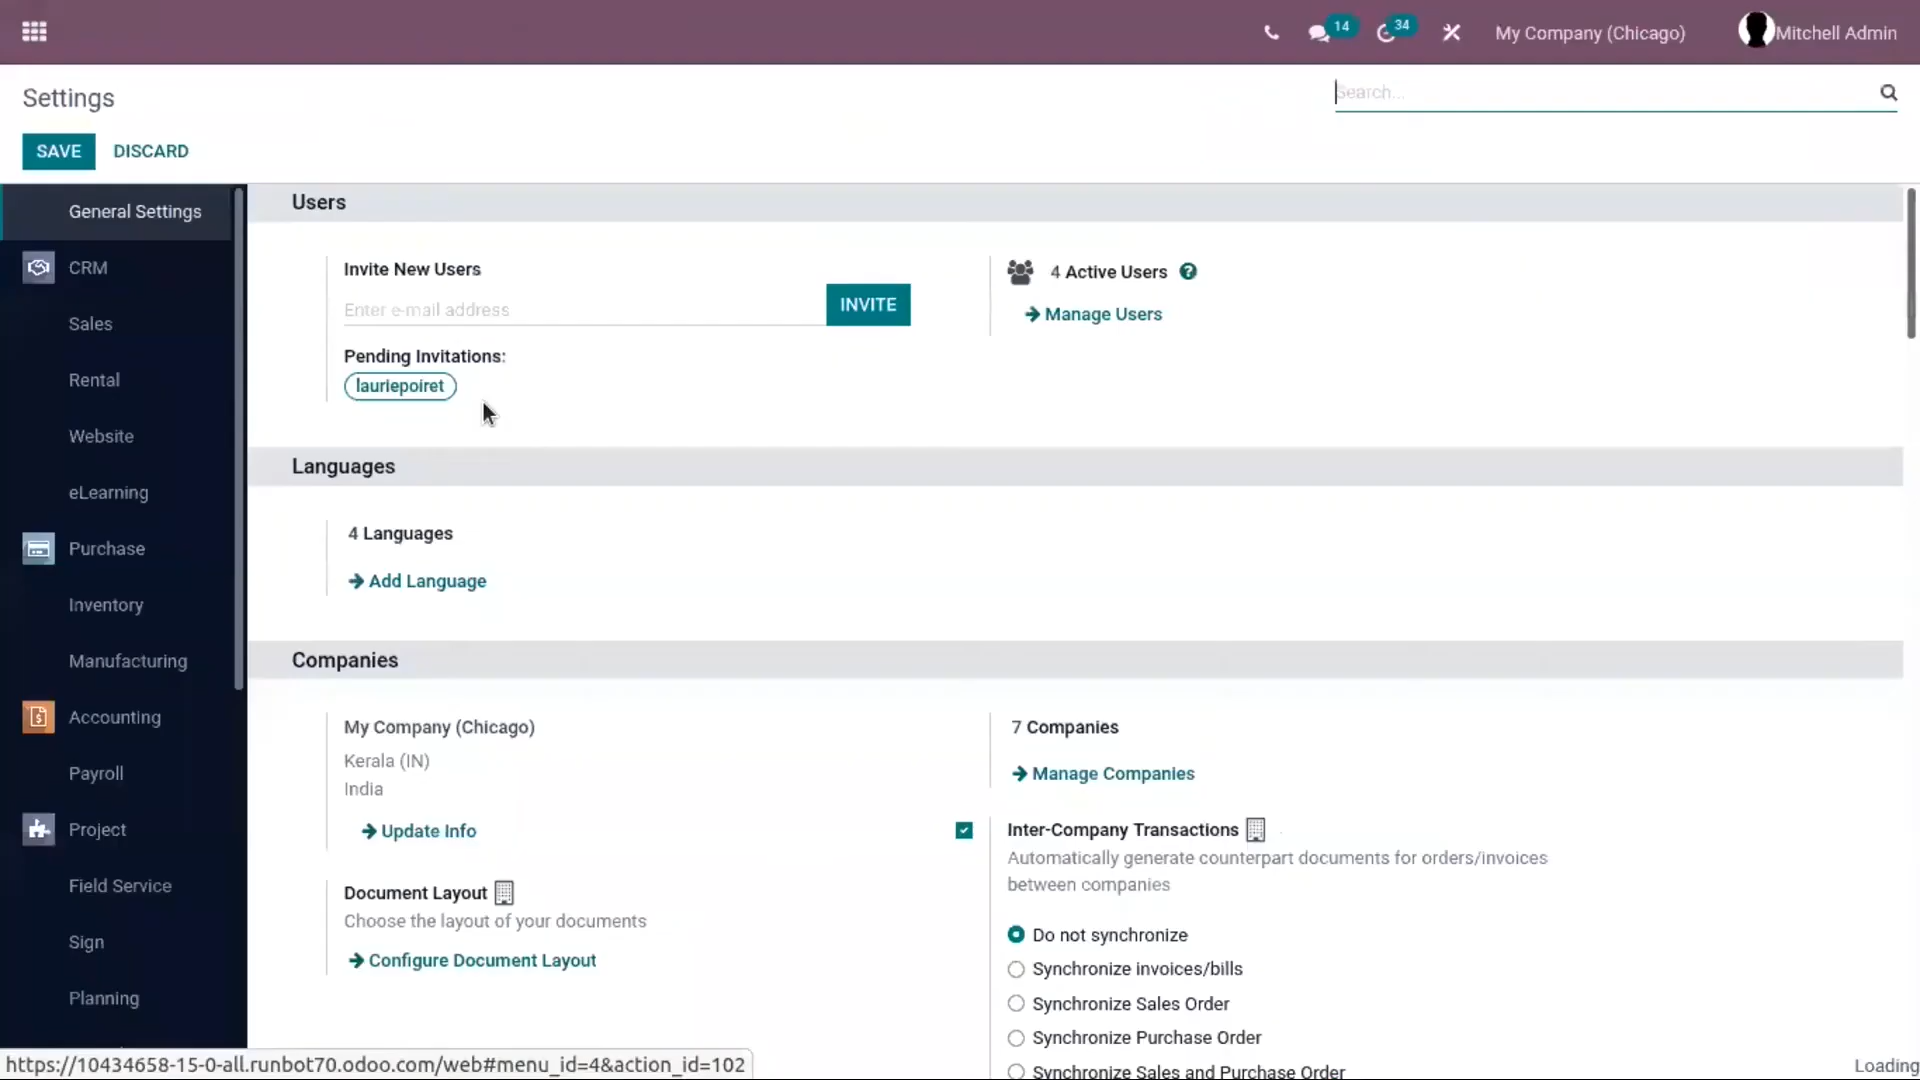 14
34
My Company (Chicago)
Mitchell Admin
Settings
Search...
SAVE
DISCARD
General Settings
CRM
Sales
Rental
Website
eLearning
Purchase
Inventory
Manufacturing
Accounting
Payroll
Project
Field Service
Sign
Planning
Users
Invite New Users
Enter e-mail address
INVITE
Pending Invitations:
lauriepoiret
4 Active Users
Manage Users
Languages
4 Languages
Add Language
Companies
My Company (Chicago)
Kerala (IN)
India
Update Info
Document Layout
Choose the layout of your documents
Configure Document Layout
7 Companies
Manage Companies
Inter-Company Transactions
Automatically generate counterpart documents for orders/invoices
between companies
Do not synchronize
Synchronize invoices/bills
Synchronize Sales Order
Synchronize Purchase Order
Synchronize Sales and Purchase Order
https://10434658-15-0-all.runbot70.odoo.com/web#menu_id=4&action_id=102
Loading